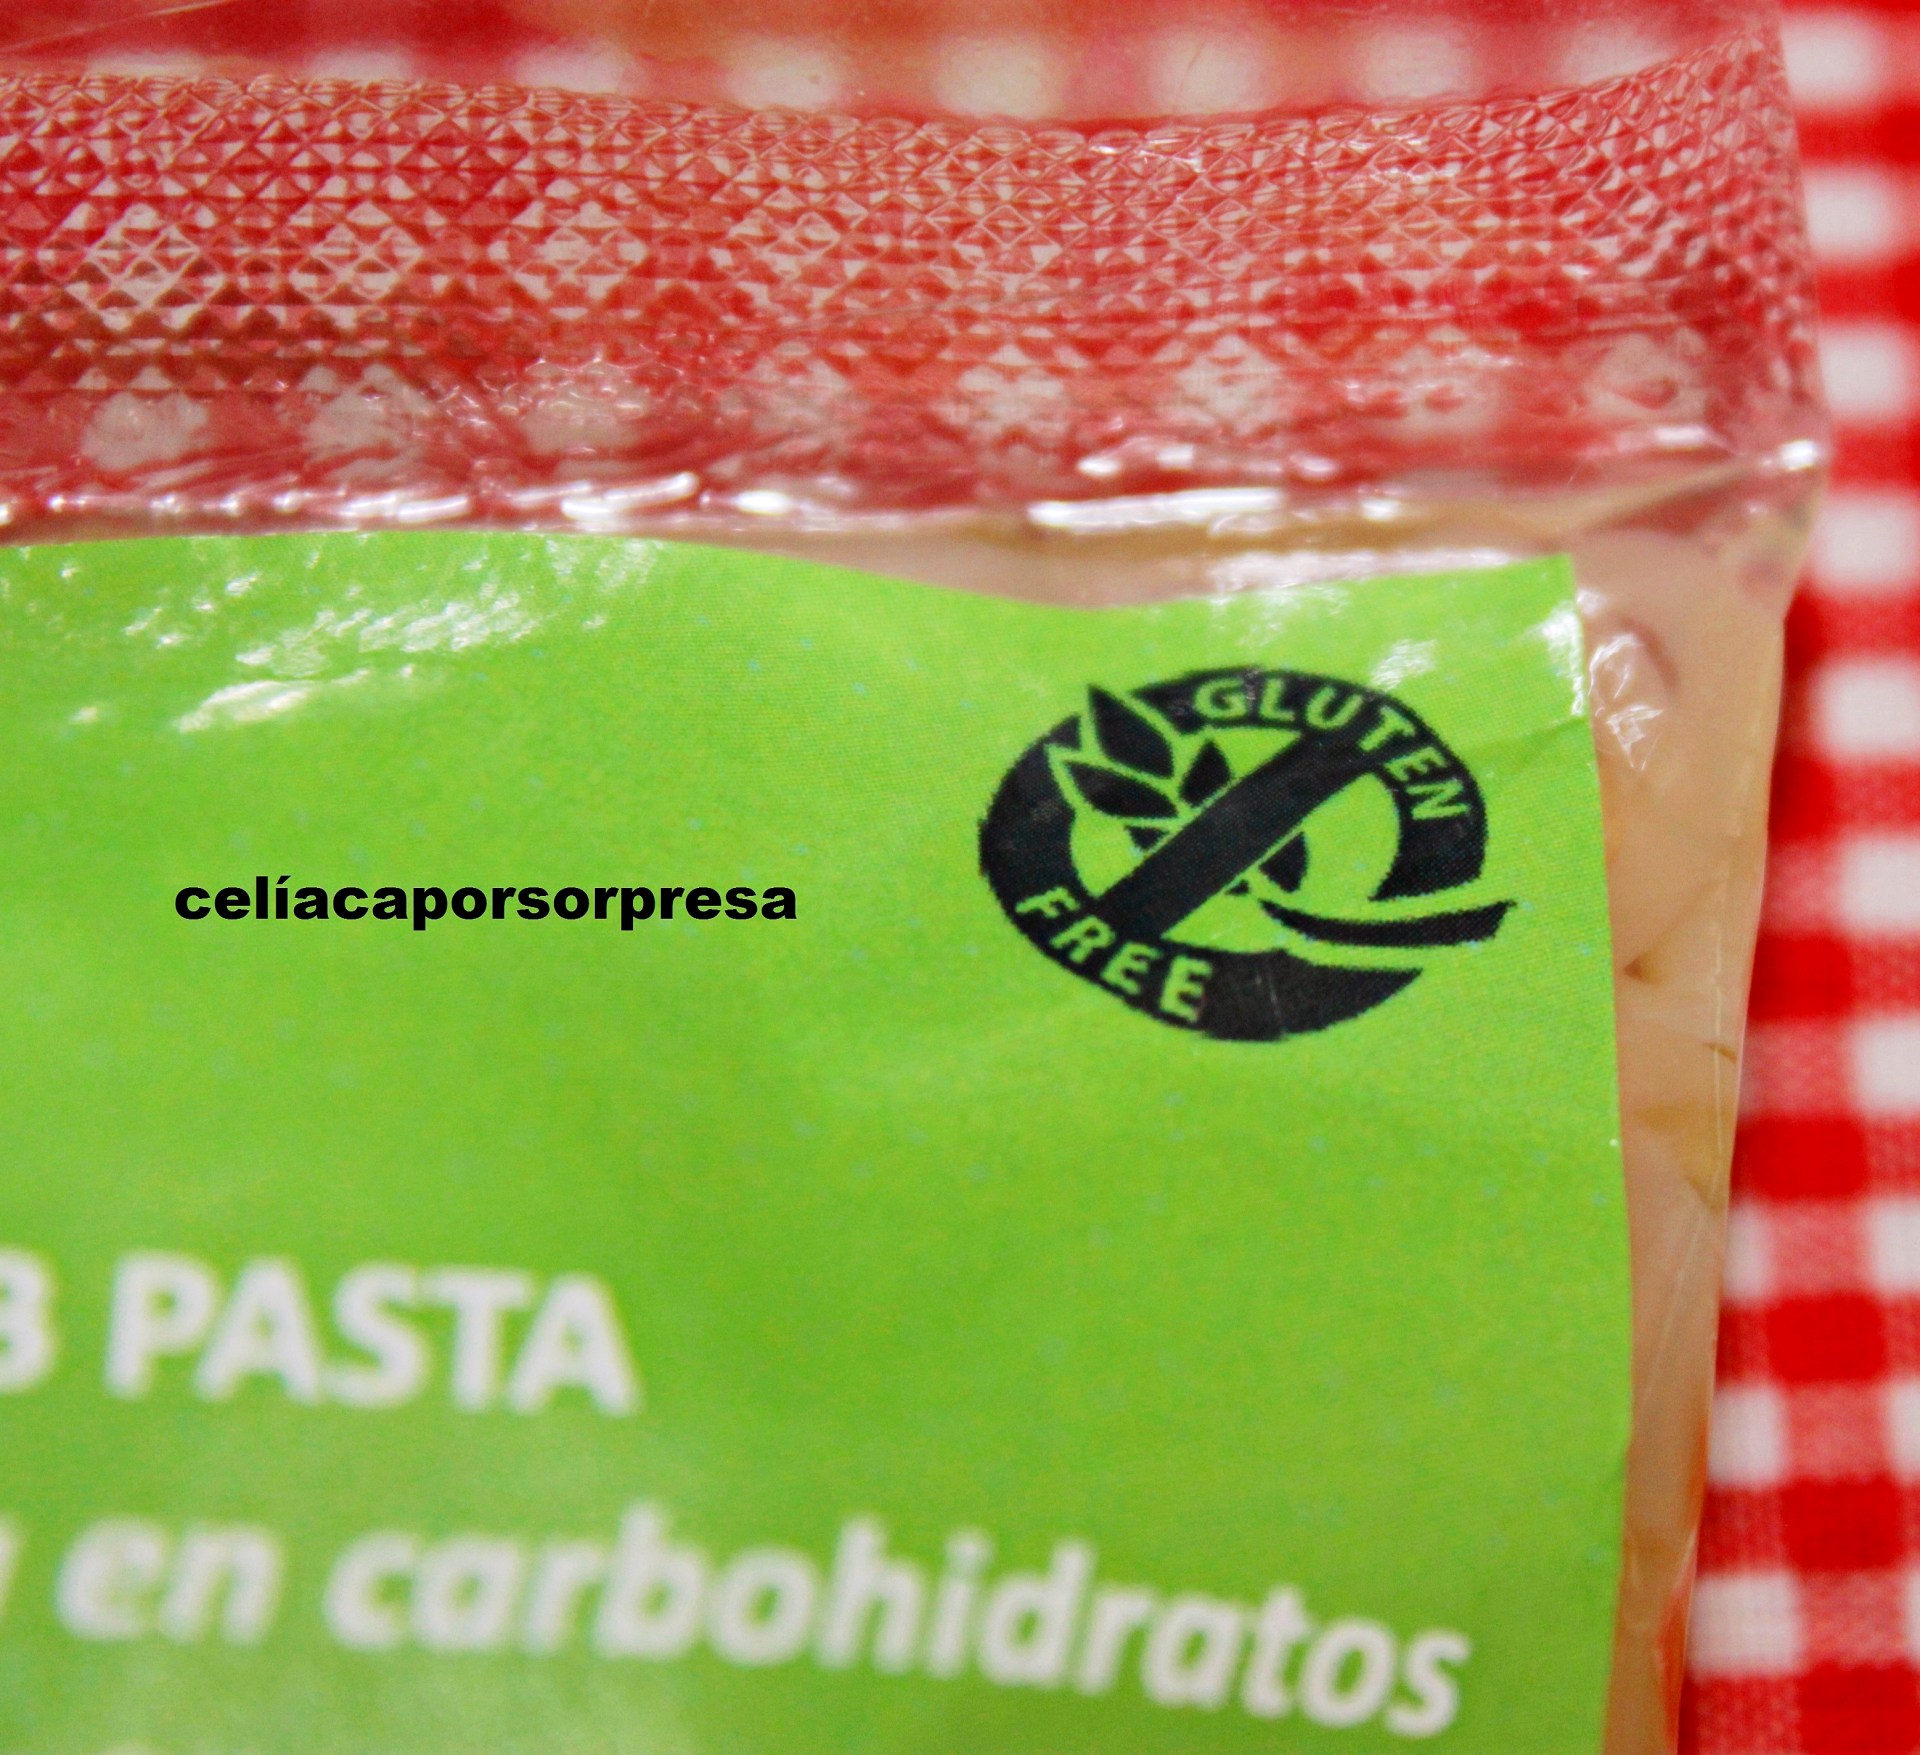 GLUTEN
FREE
celíacaporsorpresa
PASTA
en carbohidratos